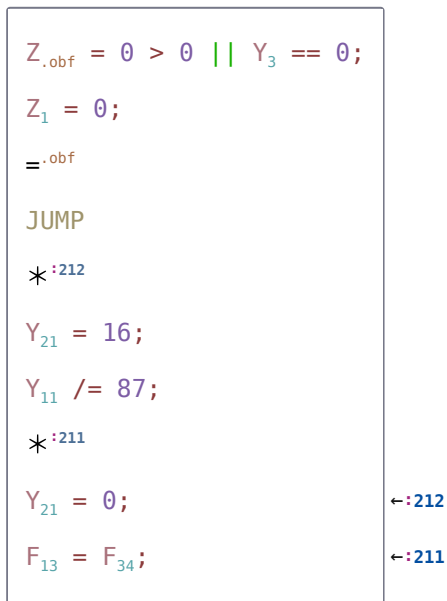 Z.obf = 0 > 0 || Y3 == 0;
Z1 = 0;
=.obf
JUMP
*:212
Y21 = 16;
Y11 /= 87;
*:211
Y21 = 0; ←:212
F13 = F34; ←:211